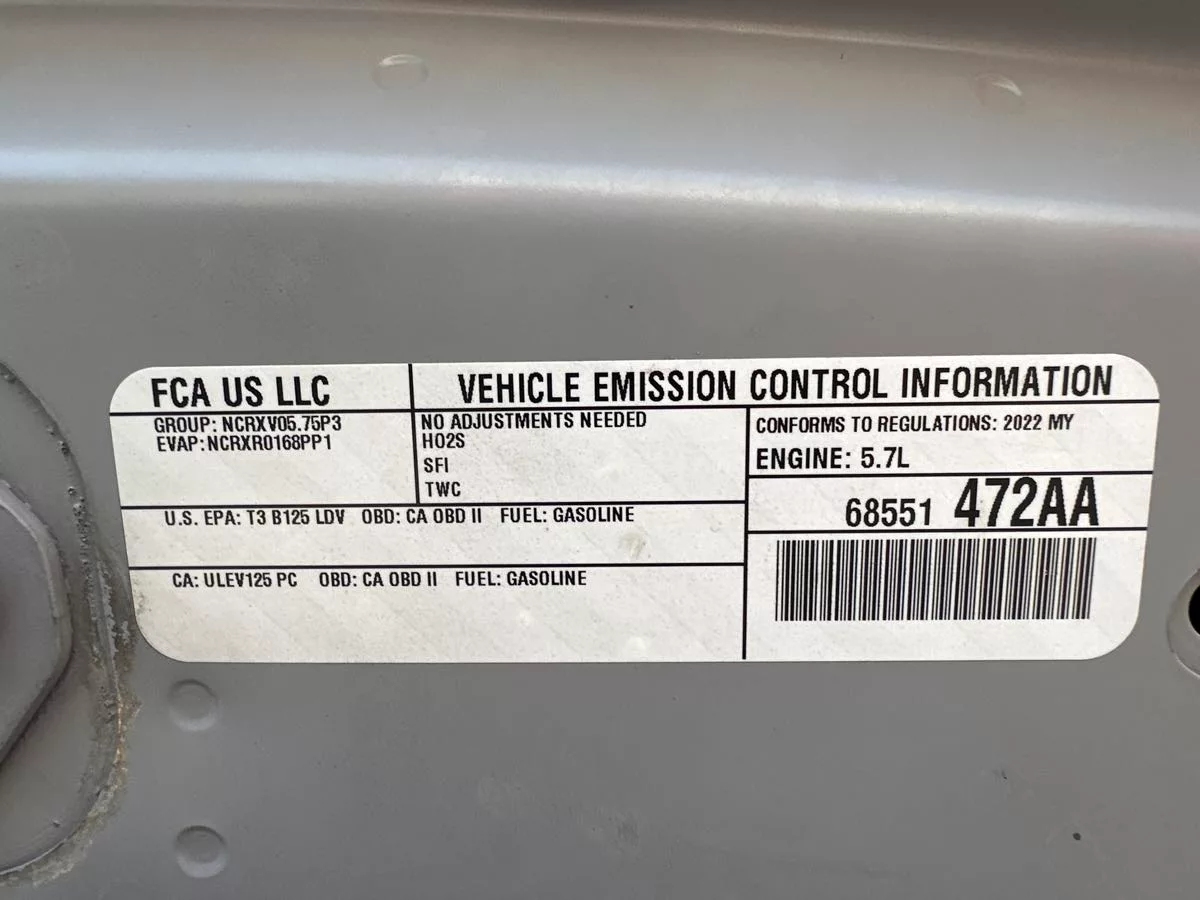 FCA US LLC
VEHICLE EMISSION CONTROL INFORMATION
GROUP: NCRXV05.75P3
EVAP: NCRXR0168PP1
NO ADJUSTMENTS NEEDED
HO2S
SFI
TWC
CONFORMS TO REGULATIONS: 2022 MY
ENGINE: 5.7L
68551 472AA
U.S. EPA: T3 B125 LDV OBD: CA OBD II FUEL: GASOLINE
CA: ULEV125 PC OBD: CA OBD II FUEL: GASOLINE